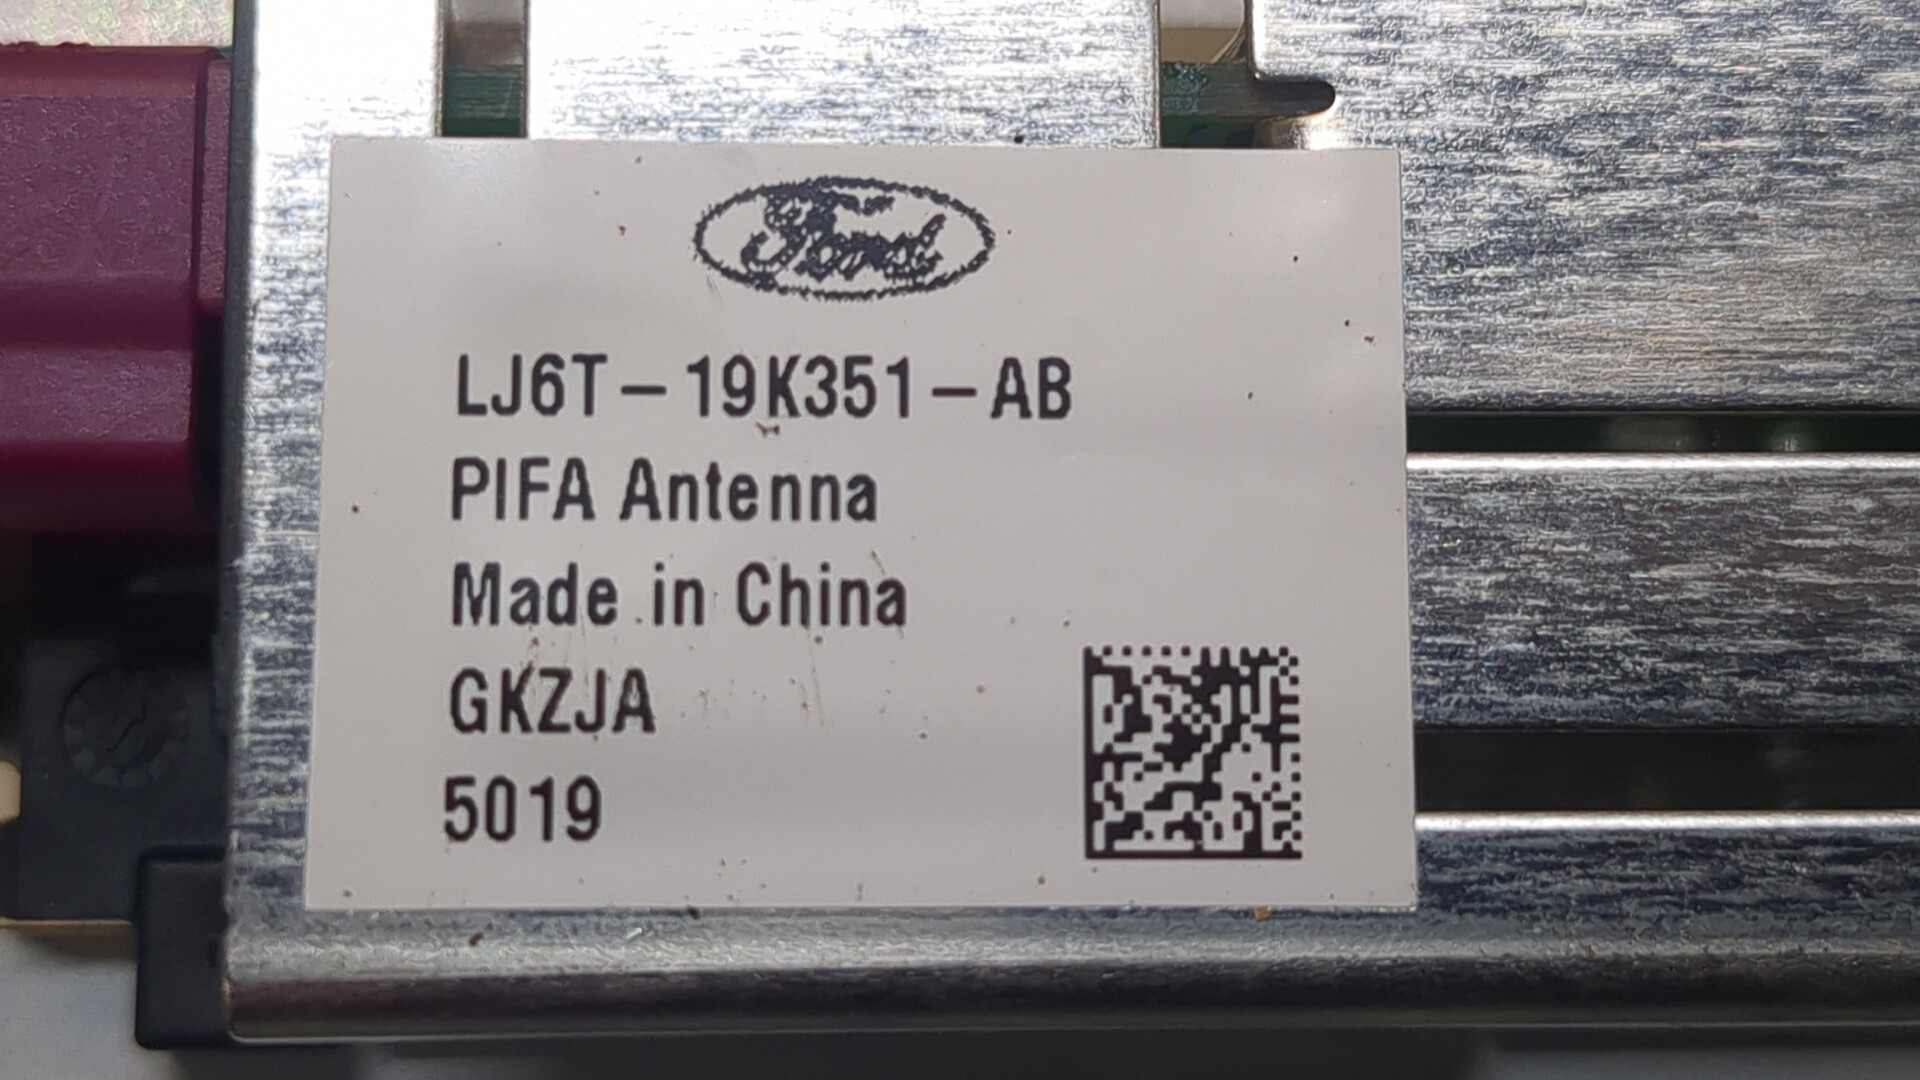 Ford
LJ6T-19K351-AB
PIFA Antenna
Made in China
GKZJA
5019